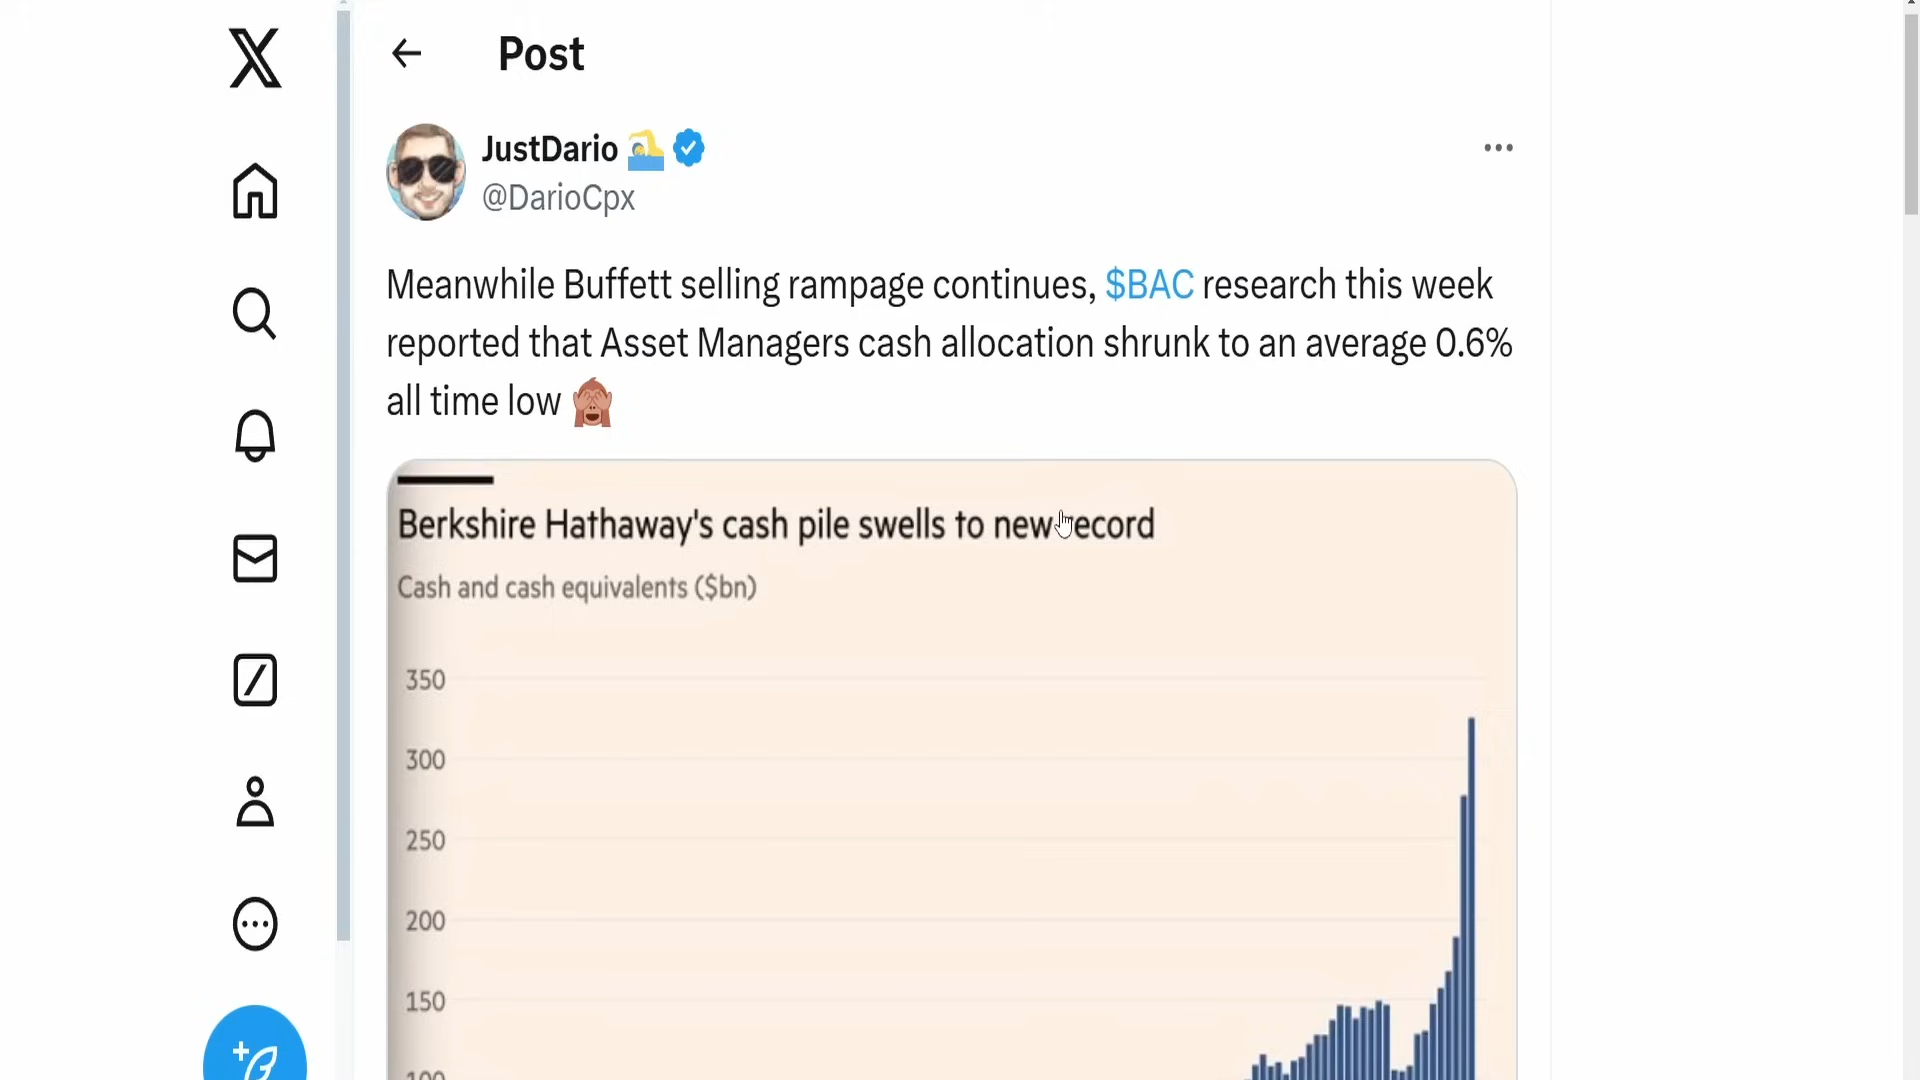 Post
JustDario
@DarioCpx
Meanwhile Buffett selling rampage continues, $BAC research this week
reported that Asset Managers cash allocation shrunk to an average 0.6%
all time low 🙈
Berkshire Hathaway's cash pile swells to new record
Cash and cash equivalents ($bn)
350
300
250
200
150
100